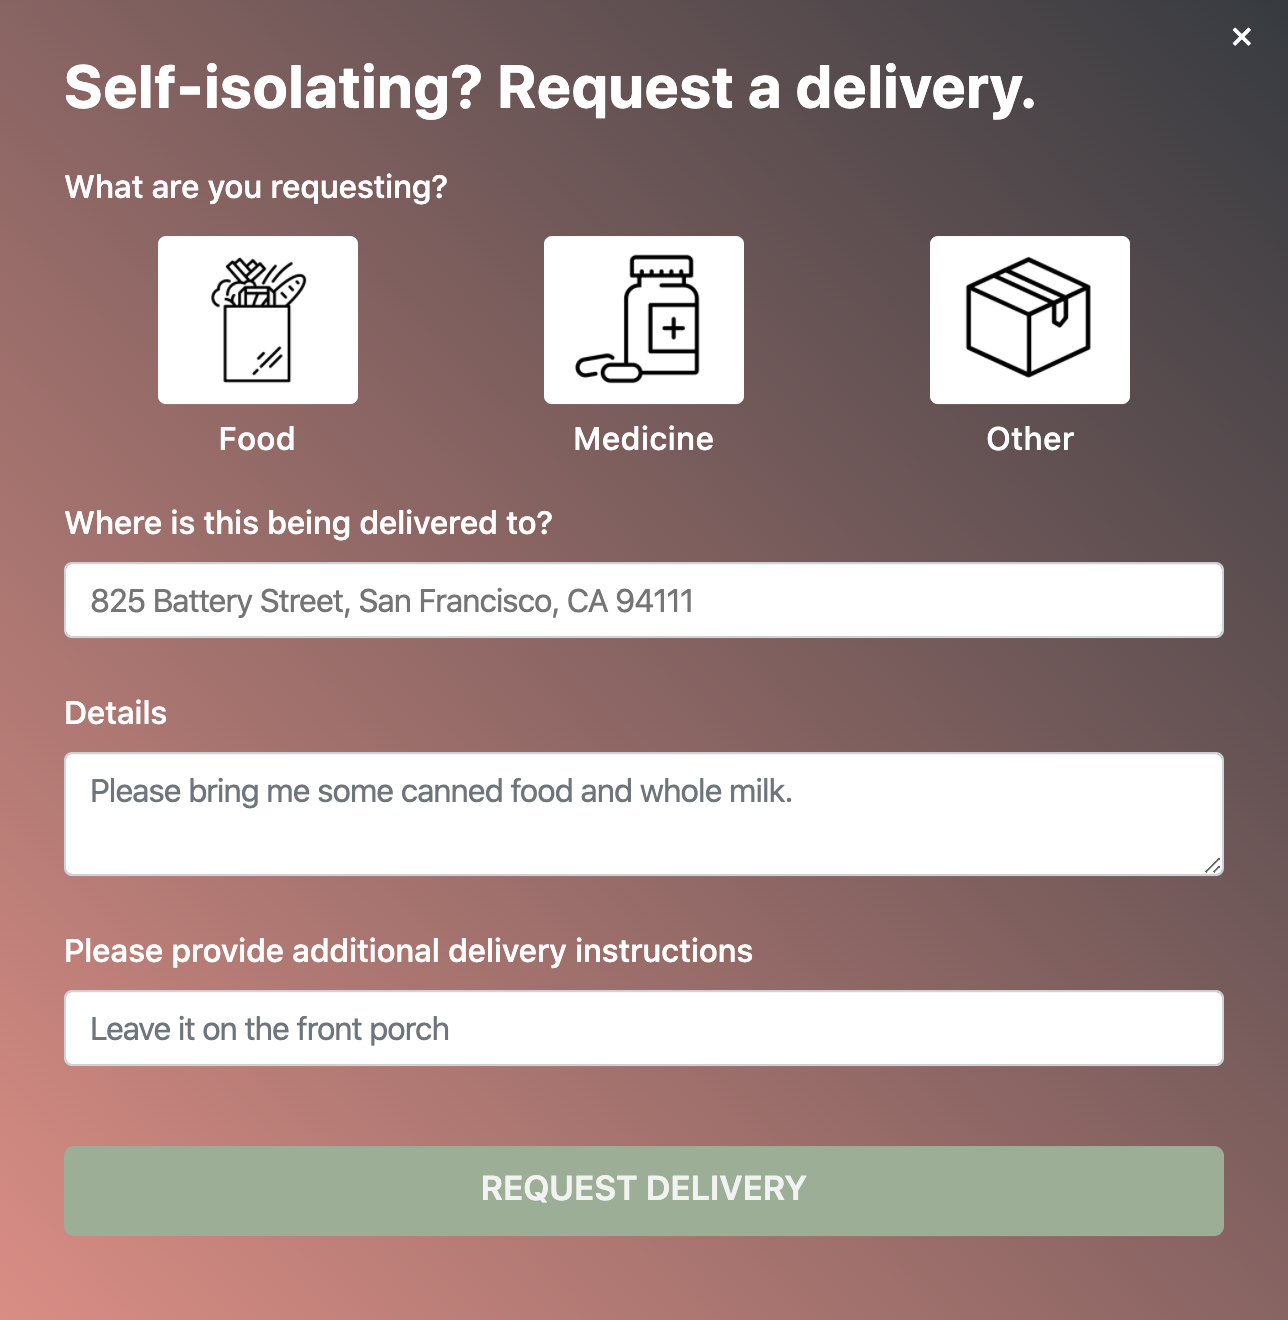 Self-isolating? Request a delivery.
What are you requesting?
Food
Medicine
Other
Where is this being delivered to?
825 Battery Street, San Francisco, CA 94111
Details
Please bring me some canned food and whole milk.
Please provide additional delivery instructions
Leave it on the front porch
REQUEST DELIVERY